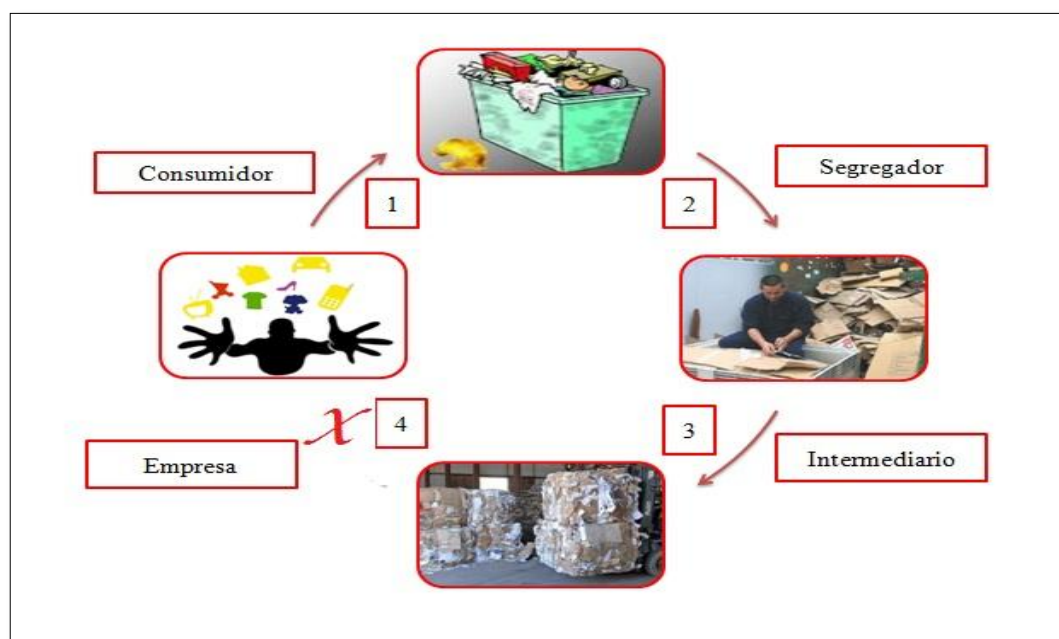 Consumidor
1
2
Segregador
X
4
3
Empresa
Intermediario